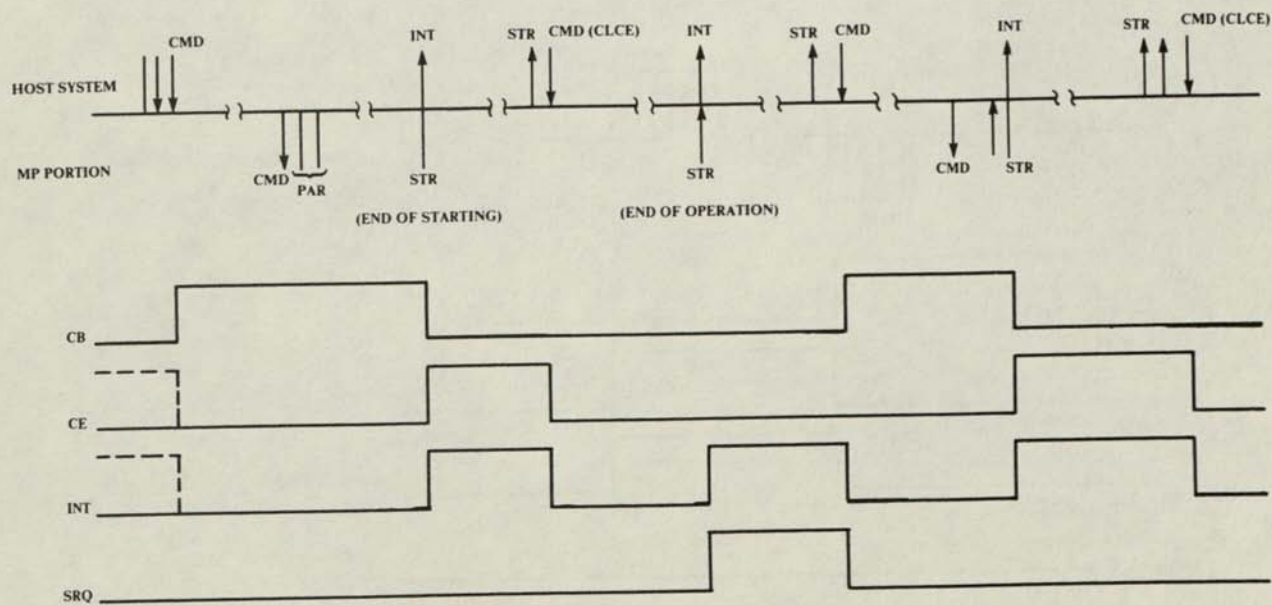 CMD INT STR CMD (CLCE) INT STR CMD INT STR CMD (CLCE)
HOST SYSTEM
MP PORTION
CMD PAR STR STR CMD STR
(END OF STARTING) (END OF OPERATION)
CB
CE
INT
SRQ